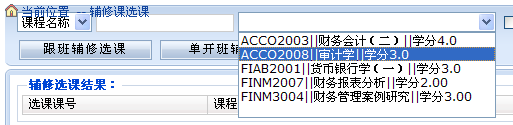 当前位置 -- 辅修课选课
课程名称
跟班辅修选课 单开班辅
ACCO2003||财务会计（二）||学分4.0
ACCO2008||审计学||学分3.0
FIAB2001||货币银行学（一）||学分3.0
FINM2007||财务报表分析||学分2.00
FINM3004||财务管理案例研究||学分3.00
辅修选课结果：
选课课号 课程